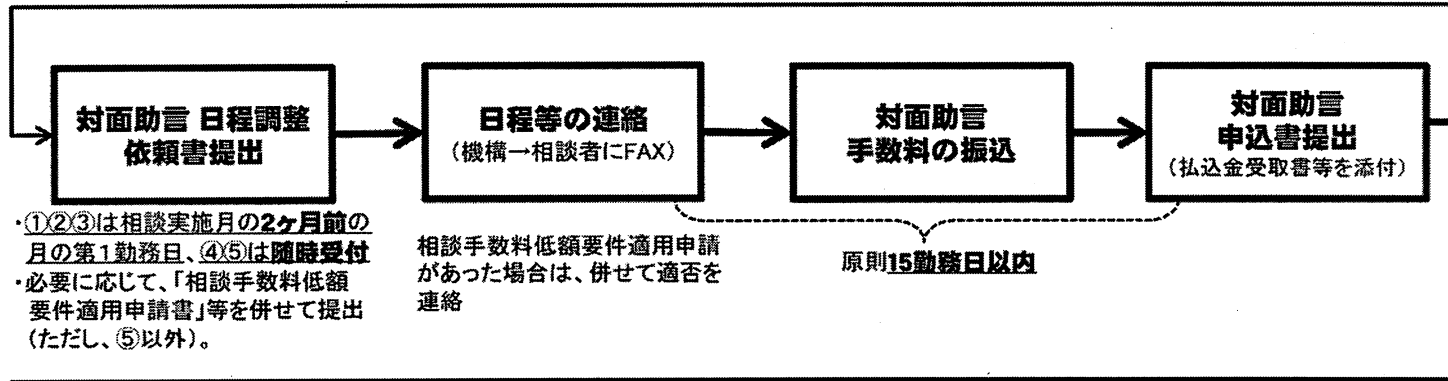 対面助言 日程調整
依頼書提出
日程等の連絡
(機構→相談者にFAX)
対面助言
手数料の振込
対面助言
申込書提出
(払込金受取書等を添付)
・①②③は相談実施月の2ヶ月前の
月の第1勤務日、④⑤は随時受付
・必要に応じて、「相談手数料低額
要件適用申請書」等を併せて提出
(ただし、⑤以外)。
相談手数料低額要件適用申請
があった場合は、併せて適否を
連絡
原則15勤務日以内